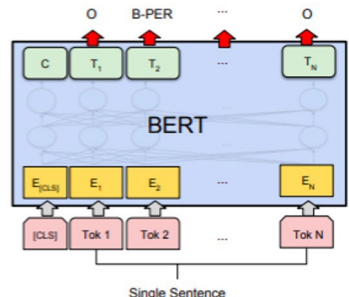 O B-PER ... O
C T1 T2 ... TN
BERT
E[CLS] E1 E2 ... EN
[CLS] Tok 1 Tok 2 ... Tok N
Single Sentence